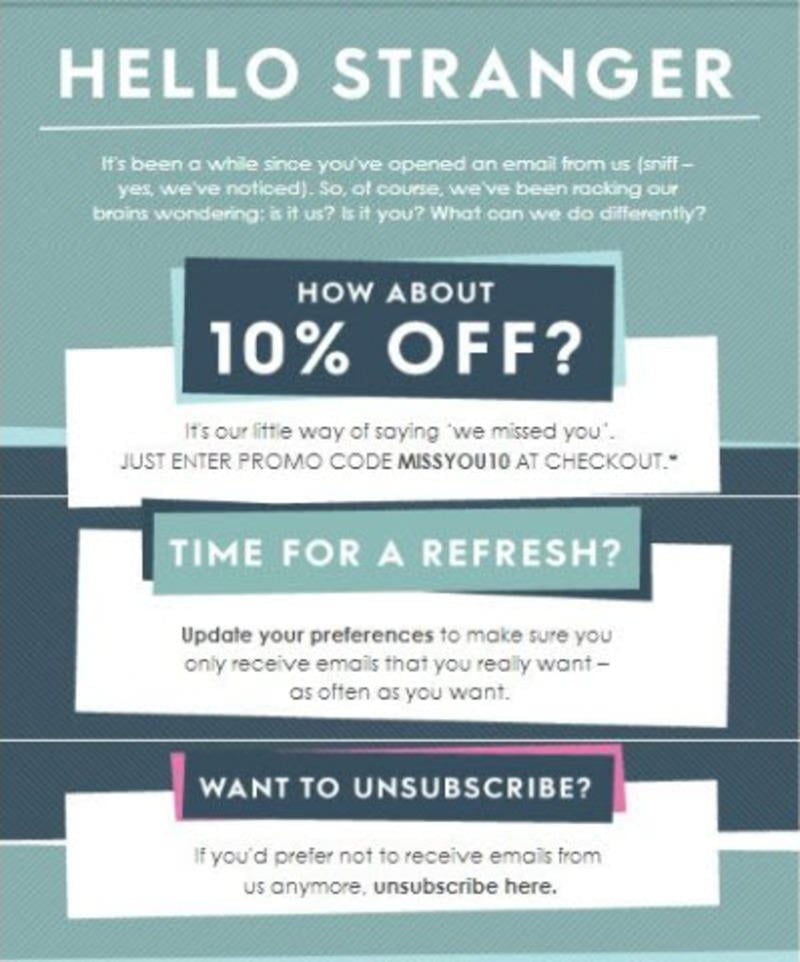 HELLO STRANGER
It's been a while since you've opened an email from us (sniff –
yes, we've noticed). So, of course, we've been racking our
brains wondering; is it us? Is it you? What can we do differently?
HOW ABOUT
10% OFF?
It's our little way of saying 'we missed you'.
JUST ENTER PROMO CODE MISSYOU10 AT CHECKOUT.*
TIME FOR A REFRESH?
Update your preferences to make sure you
only receive emails that you really want –
as often as you want.
WANT TO UNSUBSCRIBE?
If you'd prefer not to receive emails from
us anymore, unsubscribe here.